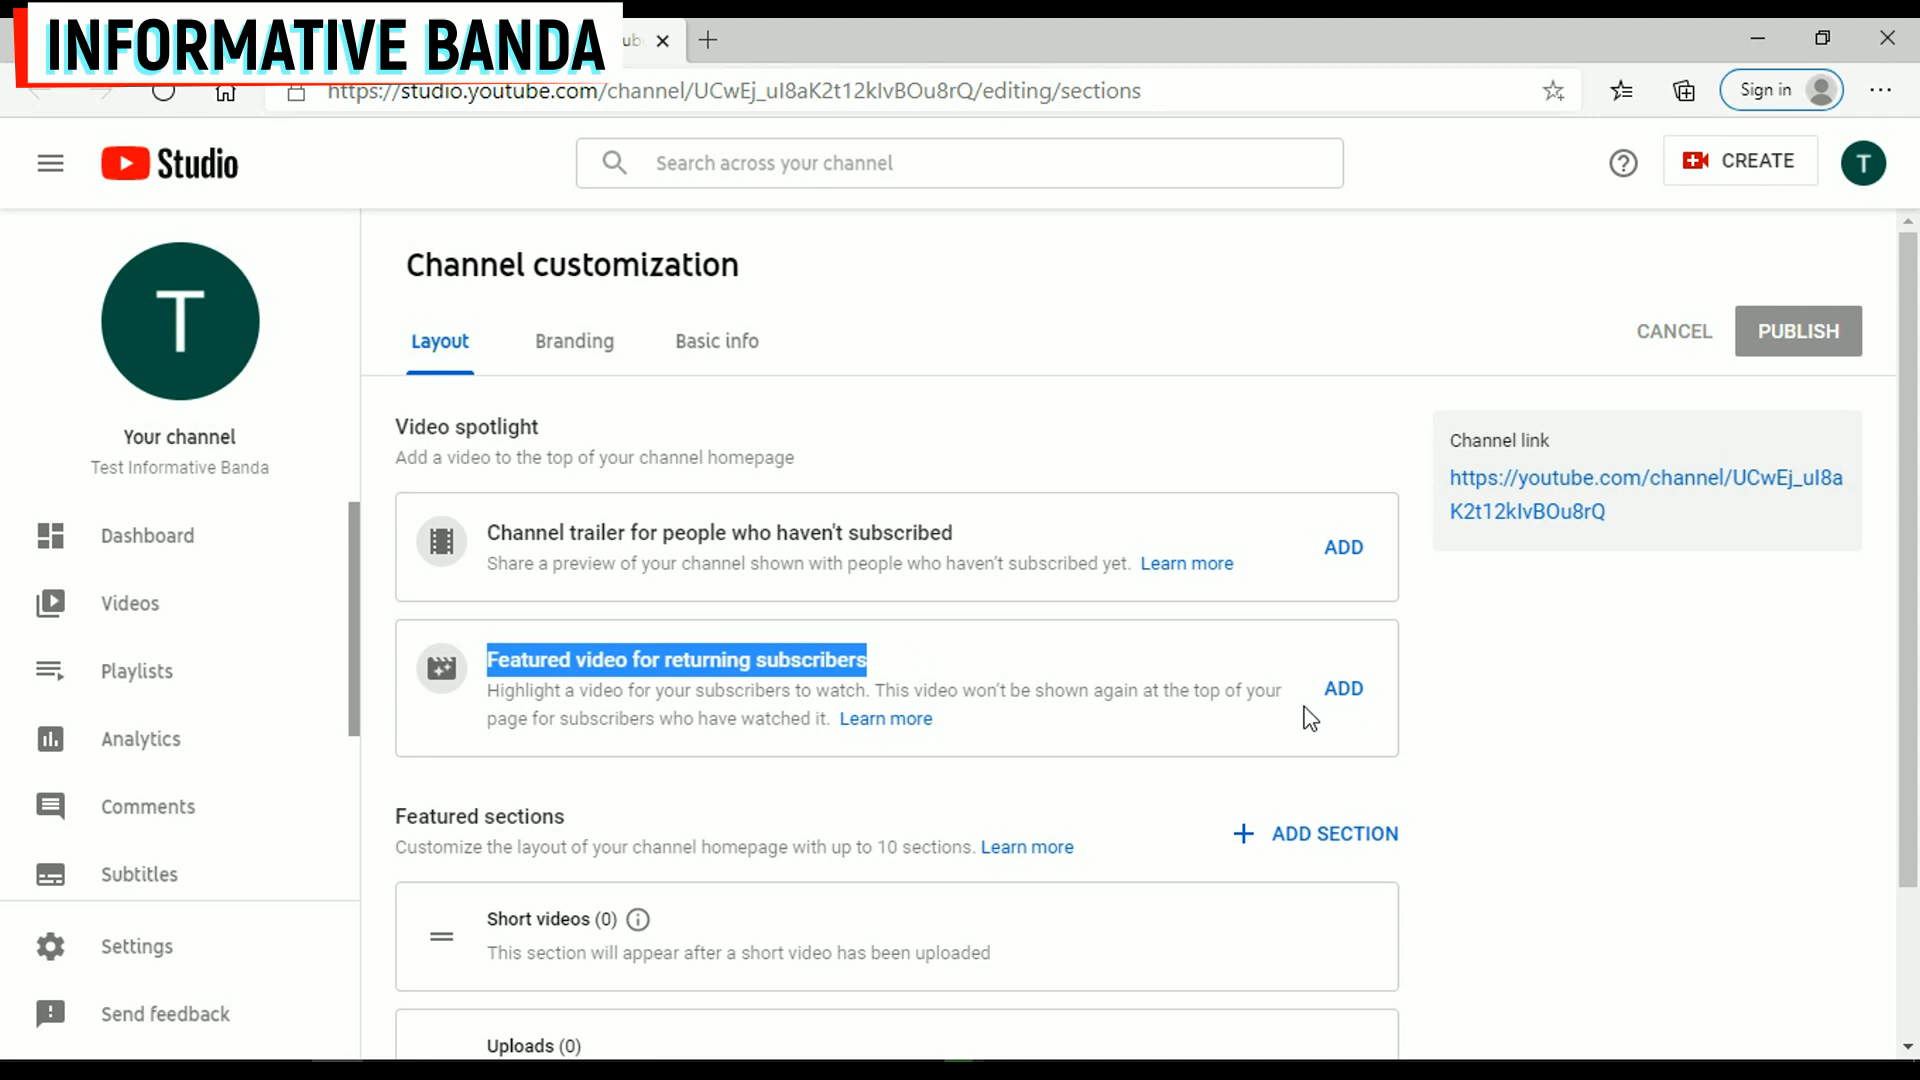 INFORMATIVE BANDA
https://studio.youtube.com/channel/UCwEj_uI8aK2t12kIvBOu8rQ/editing/sections
Sign in
Studio
Search across your channel
CREATE
T
T
Your channel
Test Informative Banda
Dashboard
Videos
Playlists
Analytics
Comments
Subtitles
Settings
Send feedback
Channel customization
Layout
Branding
Basic info
CANCEL
PUBLISH
Video spotlight
Add a video to the top of your channel homepage
Channel trailer for people who haven't subscribed
Share a preview of your channel shown with people who haven’t subscribed yet. Learn more
ADD
Featured video for returning subscribers
Highlight a video for your subscribers to watch. This video won’t be shown again at the top of your
page for subscribers who have watched it. Learn more
ADD
Featured sections
Customize the layout of your channel homepage with up to 10 sections. Learn more
ADD SECTION
Short videos (0)
This section will appear after a short video has been uploaded
Uploads (0)
Channel link
https://youtube.com/channel/UCwEj_uI8a
K2t12kIvBOu8rQ